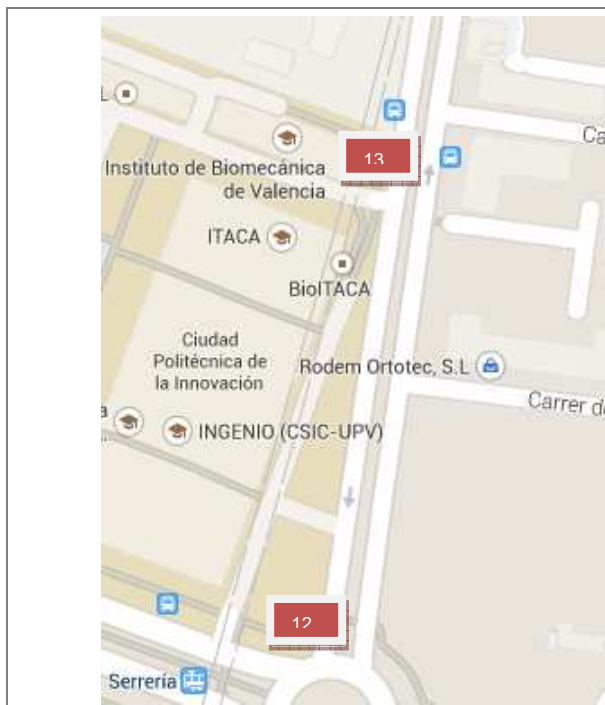 L
13
Ca
Instituto de Biomecánica
de Valencia
ITACA
BioITACA
Ciudad
Politécnica de
la Innovación
Rodem Ortotec, S.L
Carrer de
a
...
INGENIO (CSIC-UPV)
12
Serrería